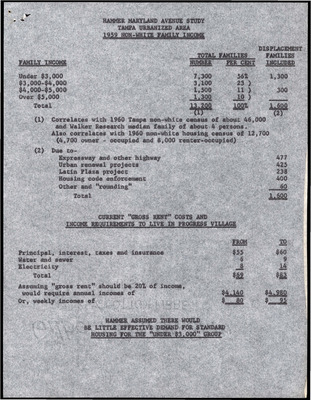 HAMMER MARYLAND AVENUE STUDY
TAMPA URBANIZED AREA
1959 NON-WHITE FAMILY INCOME
DISPLACEMENT
TOTAL FAMILIES FAMILIES
FAMILY INCOME NUMBER PER CENT INCLUDED
Under $3,000 7,300 56% 1,300
$3,000-$4,000 3,100 23 )
$4,000-$5,000 1,500 11 ) 300
Over $5,000 1,300 10 )
Total 13,200 100% 1,600
(1) (2)
(1) Correlates with 1960 Tampa non-white census of about 46,000
and Walker Research median family of about 4 persons.
Also correlates with 1960 non-white housing census of 12,700
(4,700 owner - occupied and 8,000 renter-occupied)
(2) Due to-
Expressway and other highway 477
Urban renewal projects 425
Latin Plaza project 238
Housing code enforcement 400
Other and "rounding" 60
Total 1,600
CURRENT "GROSS RENT" COSTS AND
INCOME REQUIREMENTS TO LIVE IN PROGRESS VILLAGE
FROM TO
Principal, interest, taxes and insurance $55 $60
Water and sewer 6 9
Electricity 8 14
Total $69 $83
Assuming "gross rent" should be 20% of income,
would require annual incomes of $4,140 $4,980
Or, weekly incomes of $ 80 $ 95
HAMMER ASSUMED THERE WOULD
BE LITTLE EFFECTIVE DEMAND FOR STANDARD
HOUSING FOR THE "UNDER $3,000" GROUP